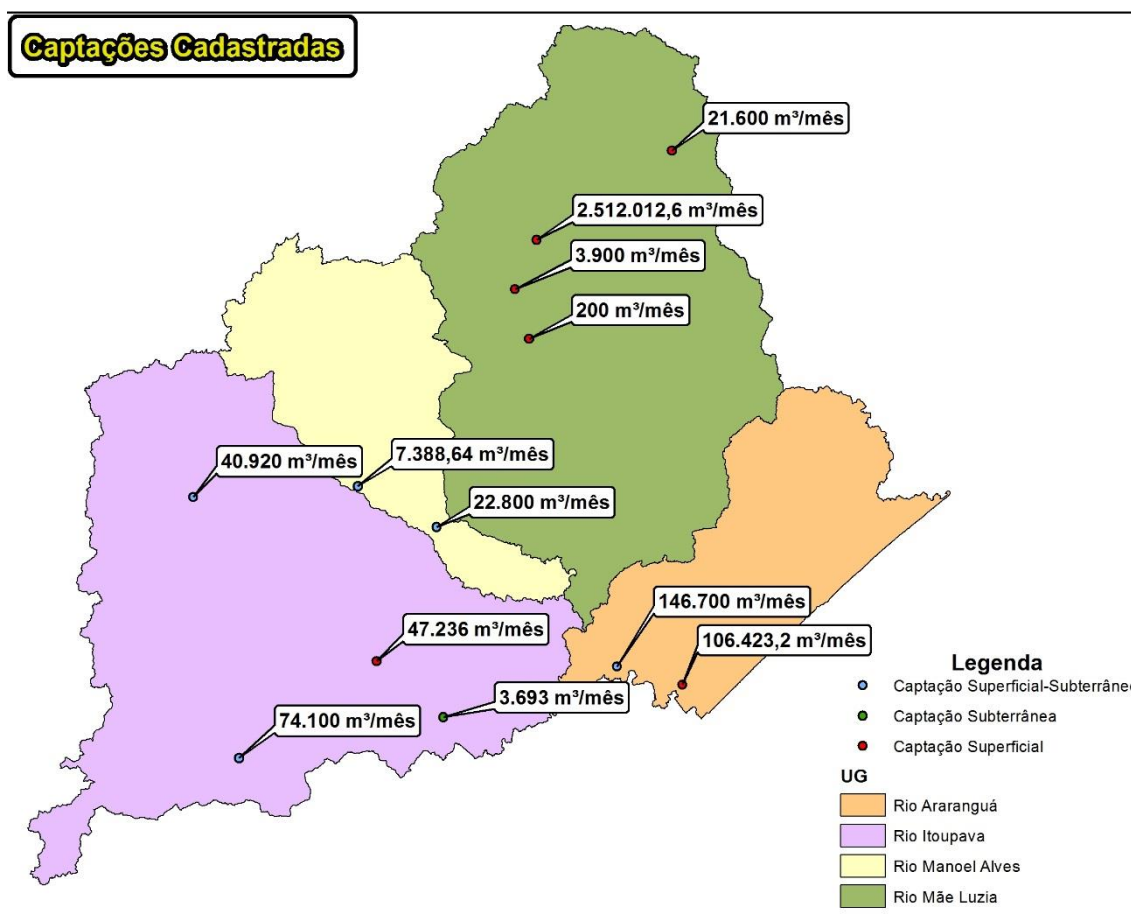 Captações Cadastradas
21.600 m³/mês
2.512.012,6 m³/mês
3.900 m³/mês
200 m³/mês
40.920 m³/mês
7.388,64 m³/mês
22.800 m³/mês
146.700 m³/mês
47.236 m³/mês
106.423,2 m³/mês
3.693 m³/mês
74.100 m³/mês
Legenda
Captação Superficial-Subterrâne
Captação Subterrânea
Captação Superficial
UG
Rio Araranguá
Rio Itoupava
Rio Manoel Alves
Rio Mãe Luzia